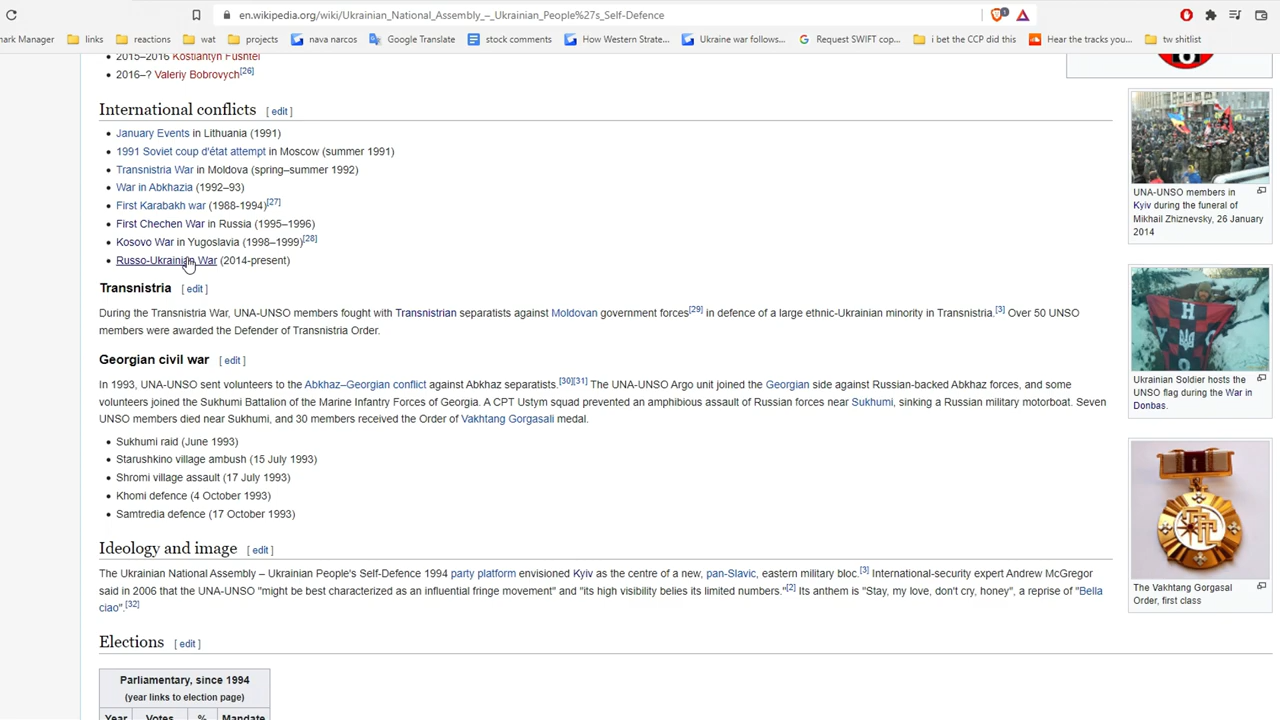 en.wikipedia.org/wiki/Ukrainian_National_Assembly_–_Ukrainian_People%27s_Self-Defence
mark Manager links reactions wat projects nava narcos Google Translate stock comments How Western Strate... Ukraine war follows... Request SWIFT cop... i bet the CCP did this Hear the tracks you... tw shitlist
2015–2016 Kostiantyn Fushtei
2016–? Valeriy Bobrovych[26]
International conflicts [ edit ]
January Events in Lithuania (1991)
1991 Soviet coup d'état attempt in Moscow (summer 1991)
Transnistria War in Moldova (spring–summer 1992)
War in Abkhazia (1992–93)
First Karabakh war (1988-1994)[27]
First Chechen War in Russia (1995–1996)
Kosovo War in Yugoslavia (1998–1999)[28]
Russo-Ukrainian War (2014-present)
Transnistria [ edit ]
During the Transnistria War, UNA-UNSO members fought with Transnistrian separatists against Moldovan government forces[29] in defence of a large ethnic-Ukrainian minority in Transnistria.[3] Over 50 UNSO
members were awarded the Defender of Transnistria Order.
Georgian civil war [ edit ]
In 1993, UNA-UNSO sent volunteers to the Abkhaz–Georgian conflict against Abkhaz separatists.[30][31] The UNA-UNSO Argo unit joined the Georgian side against Russian-backed Abkhaz forces, and some
volunteers joined the Sukhumi Battalion of the Marine Infantry Forces of Georgia. A CPT Ustym squad prevented an amphibious assault of Russian forces near Sukhumi, sinking a Russian military motorboat. Seven
UNSO members died near Sukhumi, and 30 members received the Order of Vakhtang Gorgasali medal.
Sukhumi raid (June 1993)
Starushkino village ambush (15 July 1993)
Shromi village assault (17 July 1993)
Khomi defence (4 October 1993)
Samtredia defence (17 October 1993)
Ideology and image [ edit ]
The Ukrainian National Assembly – Ukrainian People's Self-Defence 1994 party platform envisioned Kyiv as the centre of a new, pan-Slavic, eastern military bloc.[3] International-security expert Andrew McGregor
said in 2006 that the UNA-UNSO "might be best characterized as an influential fringe movement" and "its high visibility belies its limited numbers."[2] Its anthem is "Stay, my love, don't cry, honey", a reprise of "Bella
ciao".[32]
Elections [ edit ]
Parliamentary, since 1994
(year links to election page)
Year Votes % Mandate
UNA-UNSO members in
Kyiv during the funeral of
Mikhail Zhiznevsky, 26 January
2014
У Н
С О
Ukrainian Soldier hosts the
UNSO flag during the War in
Donbas.
The Vakhtang Gorgasal
Order, first class